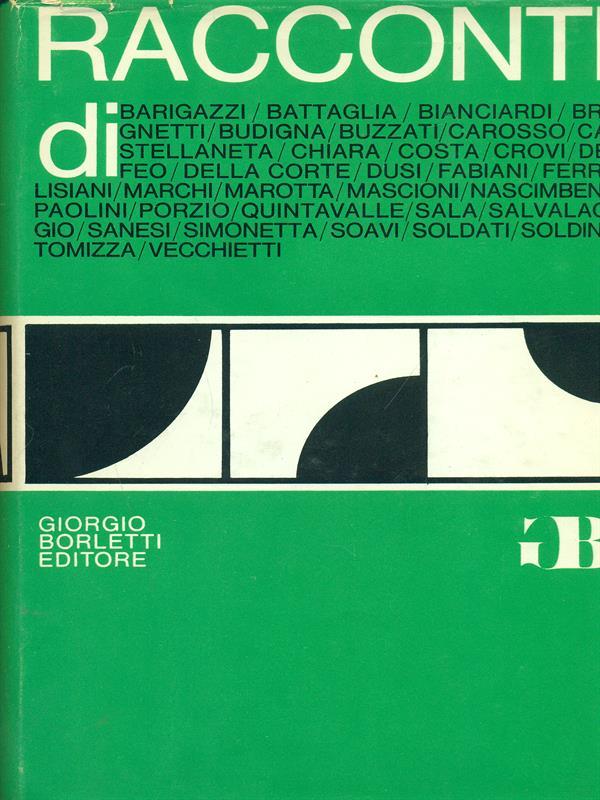 RACCONTI
di
BARIGAZZI/BATTAGLIA/BIANCIARDI/BR
GNETTI/BUDIGNA/BUZZATI/CAROSSO/CA
STELLANETA/CHIARA/COSTA/CROVI/DE
FEO/DELLA CORTE/DUSI/FABIANI/FERR
LISIANI/MARCHI/MAROTTA/MASCIONI/NASCIMBEN
PAOLINI/PORZIO/QUINTAVALLE/SALA/SALVALAG
GIO/SANESI/SIMONETTA/SOAVI/SOLDATI/SOLDIN
TOMIZZA/VECCHIETTI
GIORGIO
BORLETTI
EDITORE
GB